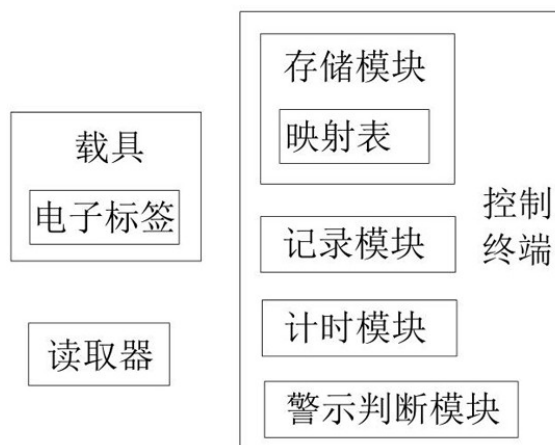 载具
电子标签
读取器
存储模块
映射表
记录模块
计时模块
警示判断模块
控制
终端